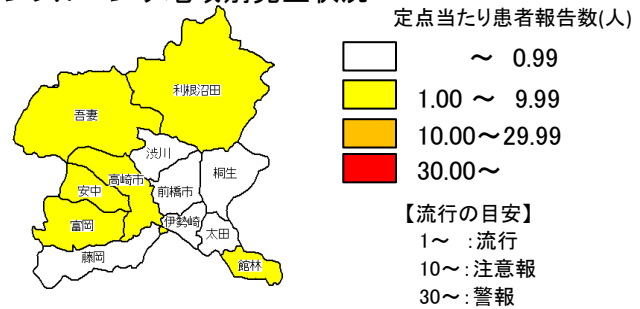 定点当たり患者報告数(人)
～ 0.99
1.00 ～ 9.99
10.00～29.99
30.00～
【流行の目安】
1～ :流行
10～:注意報
30～:警報
利根沼田
吾妻
渋川
高崎市
桐生
安中
前橋市
富岡
伊勢崎
太田
藤岡
館林